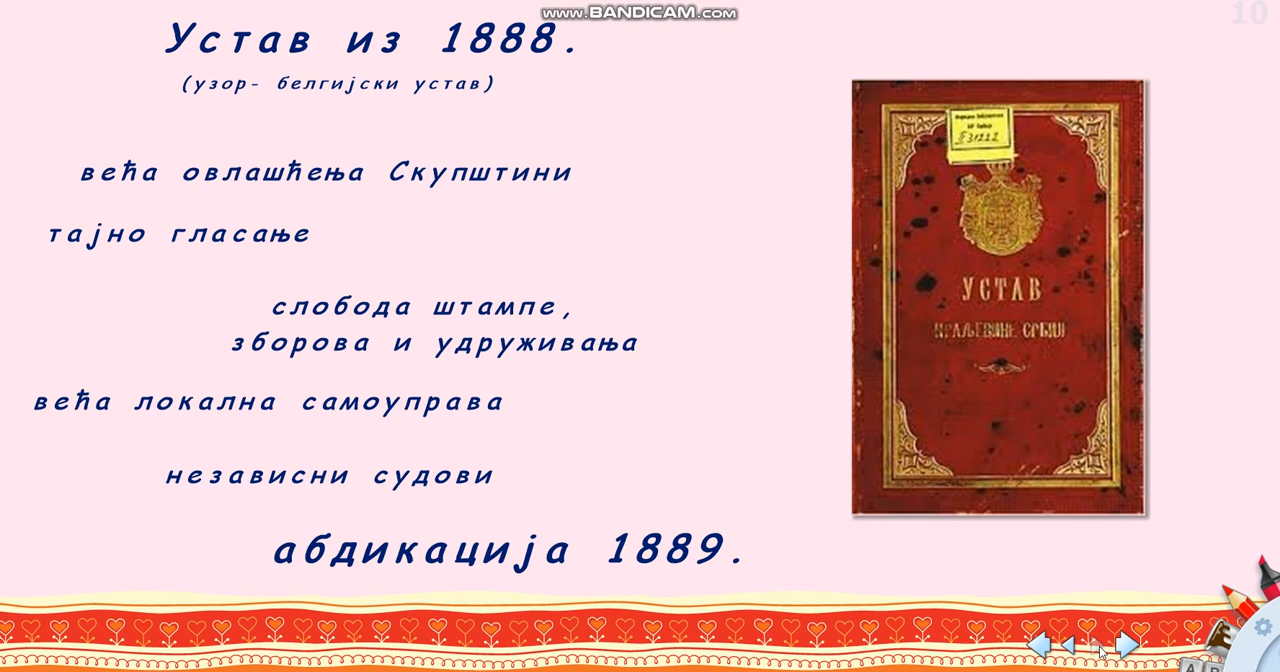 www.BANDICAM.com
10
Устав из 1888.
(узор- белгијски устав)
већа овлашћења Скупштини
тајно гласање
слобода штампе,
зборова и удруживања
већа локална самоуправа
независни судови
абдикација 1889.
УСТАВ
КРАЉЕВИНЕ СРБИЈЕ